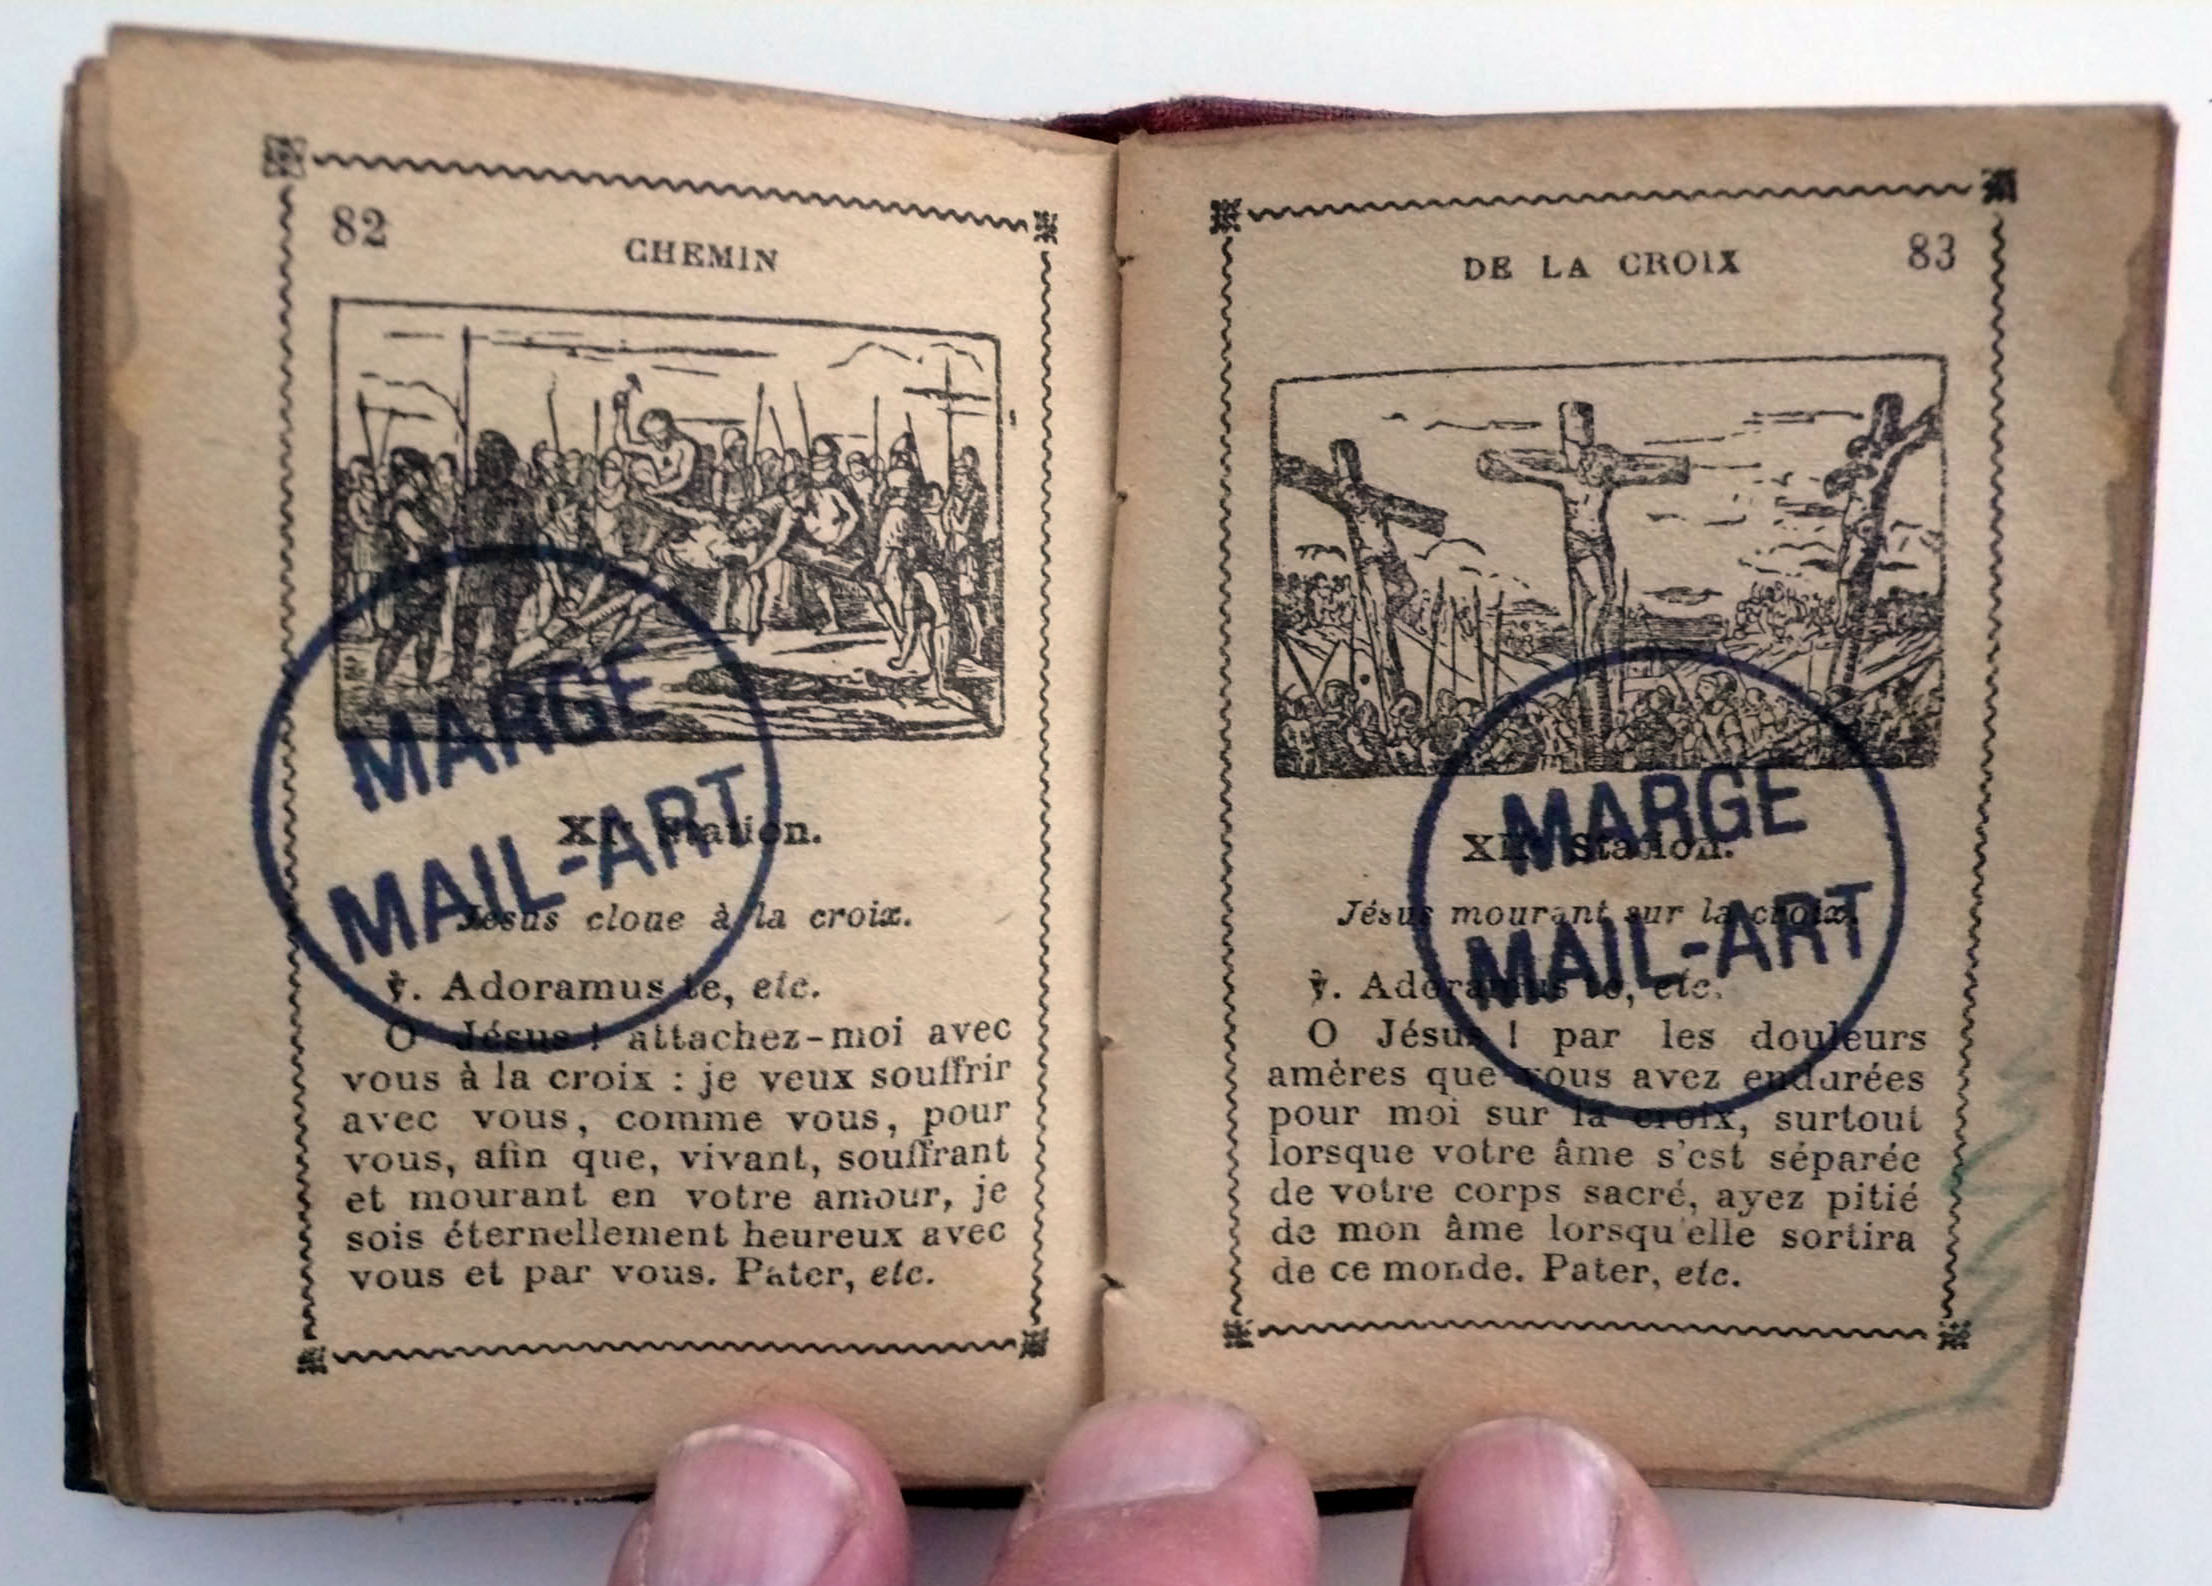 82
CHEMIN
XIe Station.
Jésus cloué à la croix.
℣. Adoramus te, etc.
O Jésus ! attachez-moi avec
vous à la croix : je veux souffrir
avec vous, comme vous, pour
vous, afin que, vivant, souffrant
et mourant en votre amour, je
sois éternellement heureux avec
vous et par vous. Pater, etc.
MARGE
MAIL-ART
DE LA CROIX
83
XIIe Station.
Jésus mourant sur la croix.
℣. Adoramus te, etc.
O Jésus ! par les douleurs
amères que vous avez endurées
pour moi sur la croix, surtout
lorsque votre âme s'est séparée
de votre corps sacré, ayez pitié
de mon âme lorsqu'elle sortira
de ce monde. Pater, etc.
MARGE
MAIL-ART